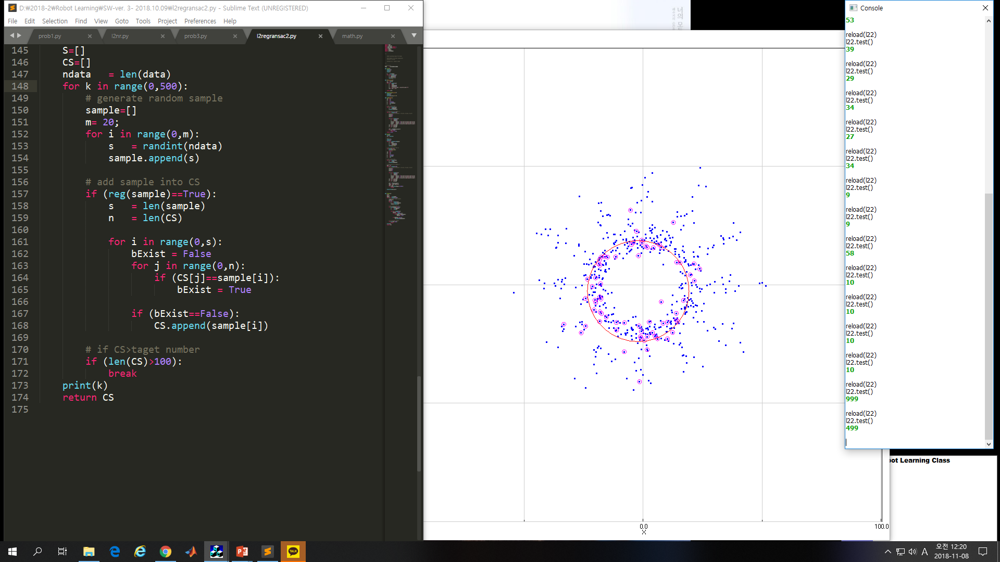 D:₩2018-2₩Robot Learning₩SW-ver. 3- 2018.10.09₩l2regransac2.py - Sublime Text (UNREGISTERED)
File Edit Selection Find View Goto Tools Project Preferences Help
prob1.py l2nr.py prob3.py l2regransac2.py math.py
145 S=[]
146 CS=[]
147 ndata = len(data)
148 for k in range(0,500):
149 # generate random sample
150 sample=[]
151 m= 20;
152 for i in range(0,m):
153 s = randint(ndata)
154 sample.append(s)
155
156 # add sample into CS
157 if (reg(sample)==True):
158 s = len(sample)
159 n = len(CS)
160
161 for i in range(0,s):
162 bExist = False
163 for j in range(0,n):
164 if (CS[j]==sample[i]):
165 bExist = True
166
167 if (bExist==False):
168 CS.append(sample[i])
169
170 # if CS>taget number
171 if (len(CS)>100):
172 break
173 print(k)
174 return CS
175
0.0
X
100.0
Console
53
reload(l22)
l22.test()
39
reload(l22)
l22.test()
29
reload(l22)
l22.test()
34
reload(l22)
l22.test()
27
reload(l22)
l22.test()
34
reload(l22)
l22.test()
9
reload(l22)
l22.test()
9
reload(l22)
l22.test()
58
reload(l22)
l22.test()
10
reload(l22)
l22.test()
10
reload(l22)
l22.test()
10
reload(l22)
l22.test()
10
reload(l22)
l22.test()
999
reload(l22)
l22.test()
499
bot Learning Class
TALK
A
오전 12:20
2018-11-08